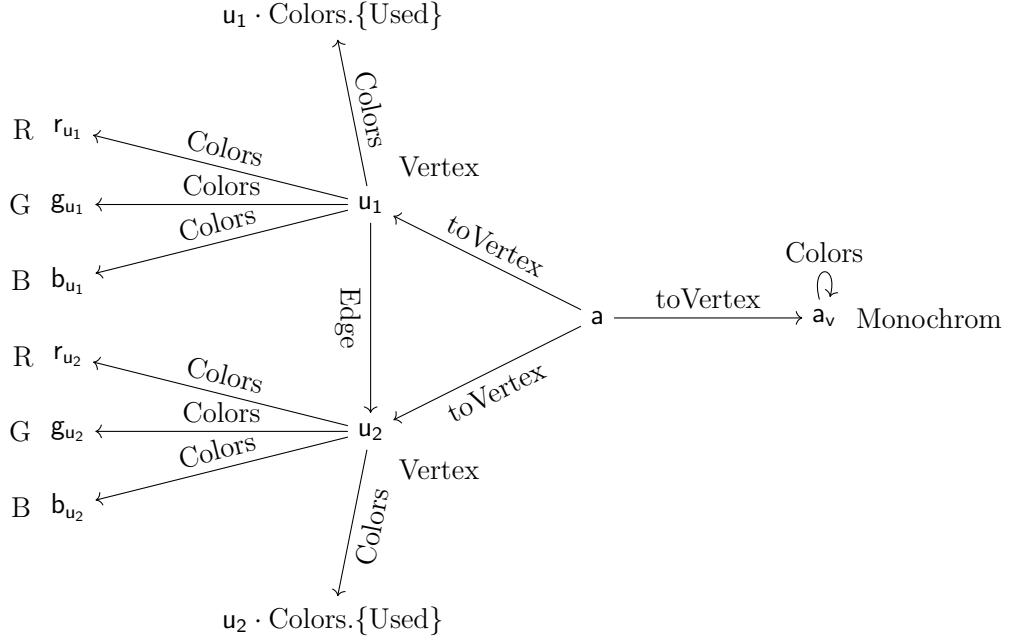 u₁ · Colors.{Used}
Colors
R r_u₁
Colors
Vertex
G g_u₁
Colors
u₁
Colors
toVertex
B b_u₁
Colors
Edge
toVertex
a
a_v Monochrom
R r_u₂
Colors
toVertex
G g_u₂
Colors
u₂
Colors
Vertex
B b_u₂
Colors
u₂ · Colors.{Used}